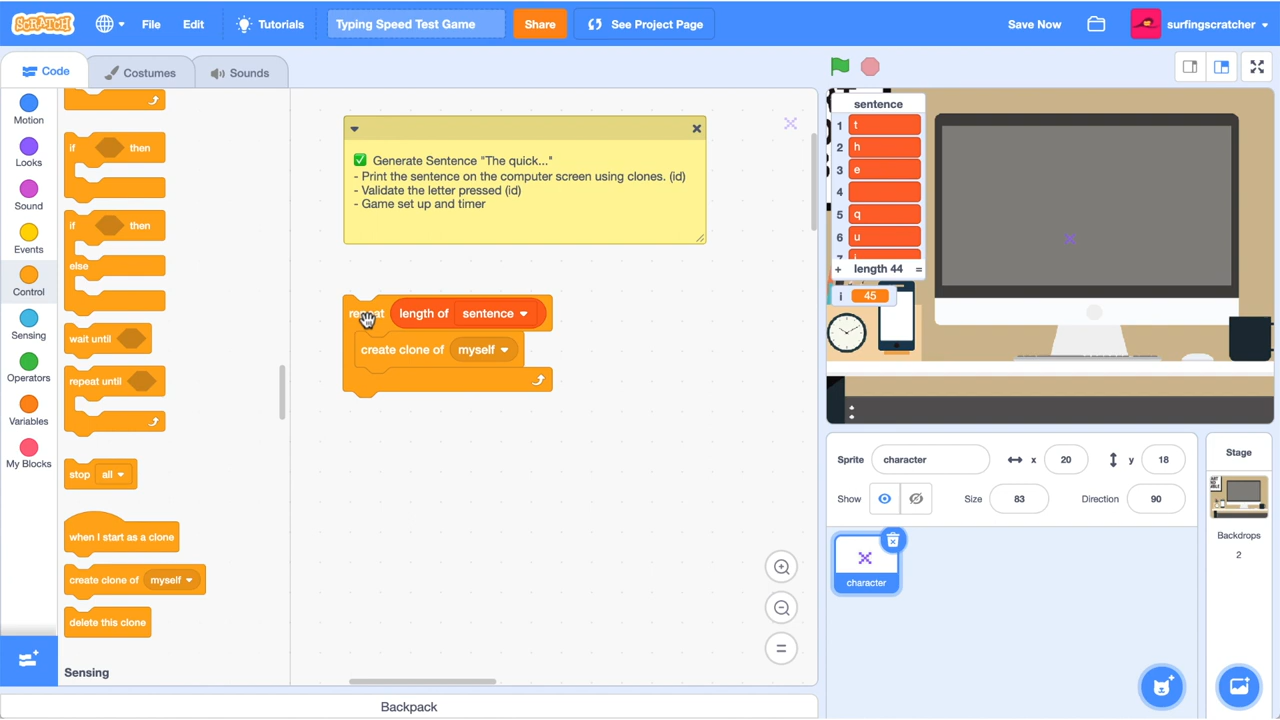 SCRATCH
File
Edit
Tutorials
Typing Speed Test Game
Share
See Project Page
Save Now
surfingscratcher
Code
Costumes
Sounds
Motion
Looks
Sound
Events
Control
Sensing
Operators
Variables
My Blocks
if then
if then
else
wait until
repeat until
stop all
when I start as a clone
create clone of myself
delete this clone
Sensing
Generate Sentence "The quick..."
- Print the sentence on the computer screen using clones. (id)
- Validate the letter pressed (id)
- Game set up and timer
repeat length of sentence
create clone of myself
sentence
1 t
2 h
3 e
4
5 q
6 u
7 i
+ length 44 =
i 45
Sprite character x 20 y 18
Show Size 83 Direction 90
character
Stage
Backdrops
2
Backpack